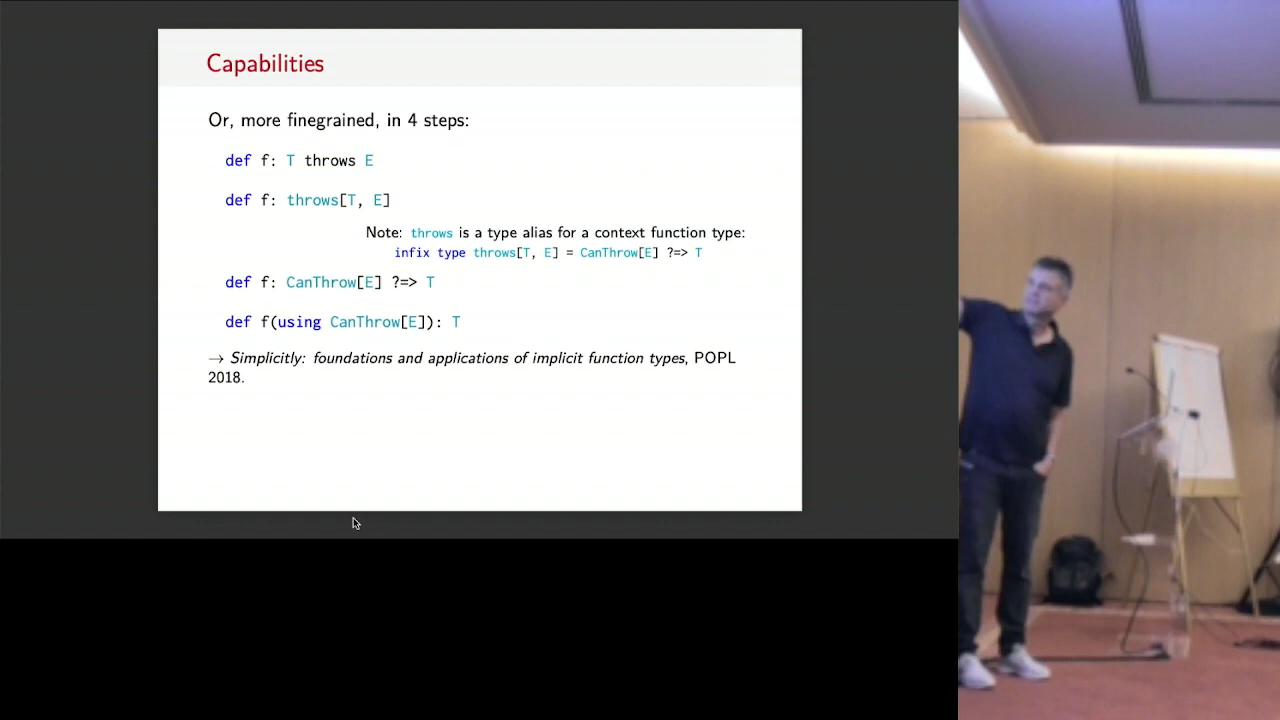 Capabilities
Or, more finegrained, in 4 steps:
def f: T throws E
def f: throws[T, E]
Note: throws is a type alias for a context function type:
infix type throws[T, E] = CanThrow[E] ?=> T
def f: CanThrow[E] ?=> T
def f(using CanThrow[E]): T
→ Simplicitly: foundations and applications of implicit function types, POPL
2018.